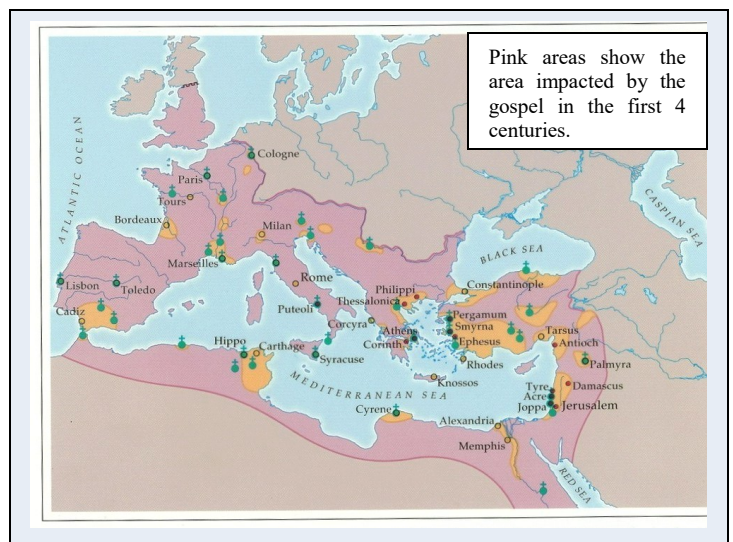 Pink areas show the
area impacted by the
gospel in the first 4
centuries.
ATLANTIC OCEAN
CASPIAN SEA
Cologne
Paris
Tours
Bordeaux
Milan
BLACK SEA
Marseilles
Rome
Lisbon
Toledo
Constantinople
Philippi
Thessalonica
Puteoli
Cadiz
Pergamum
Corcyra
Smyrna
Athens
Tarsus
Hippo
Carthage
Corinth
Ephesus
Antioch
Syracuse
Rhodes
Palmyra
Knossos
MEDITERRANEAN SEA
Tyre
Damascus
Acre
Cyrene
Joppa
Jerusalem
Alexandria
Memphis
RED SEA